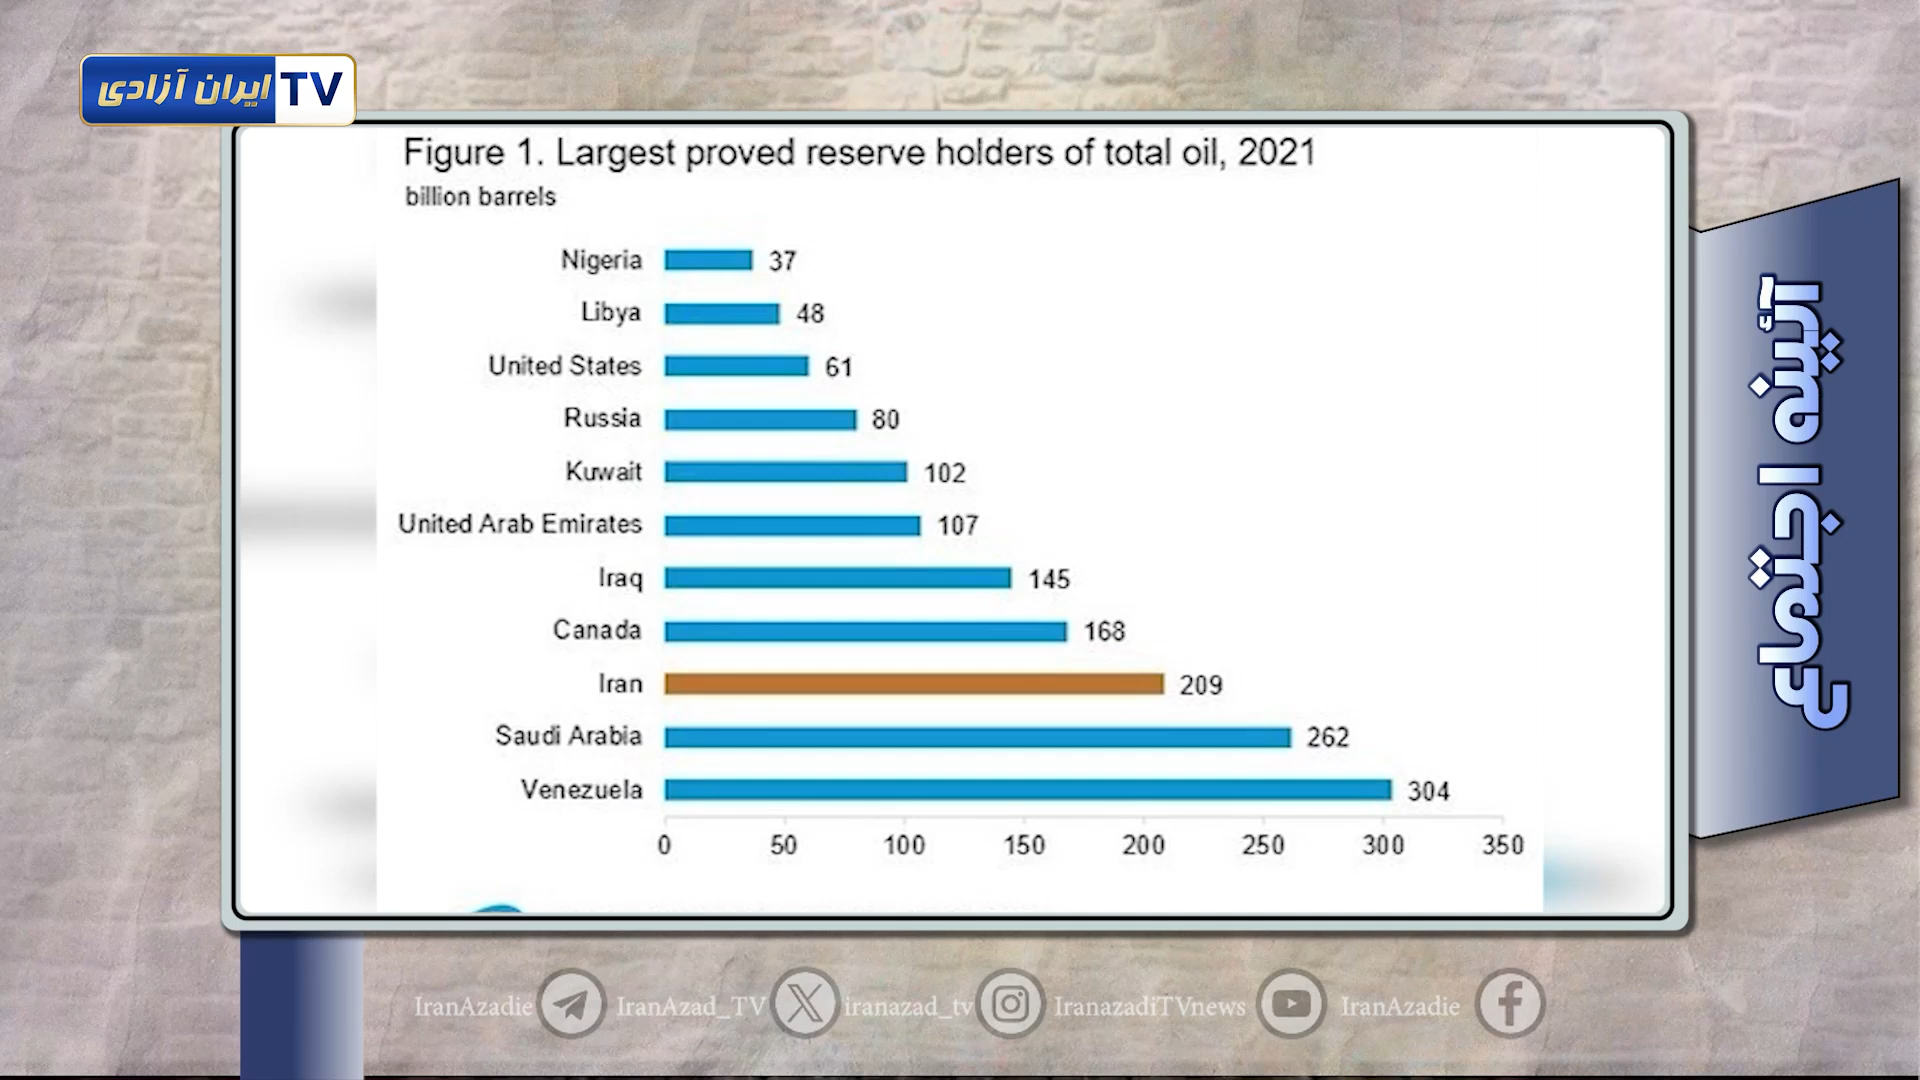 ایران آزادی TV
Figure 1. Largest proved reserve holders of total oil, 2021
billion barrels
Nigeria 37
Libya 48
United States 61
Russia 80
Kuwait 102
United Arab Emirates 107
Iraq 145
Canada 168
Iran 209
Saudi Arabia 262
Venezuela 304
0 50 100 150 200 250 300 350
آئینه اجتماع
IranAzadie IranAzad_TV iranazad_tv IranazadiTVnews IranAzadie